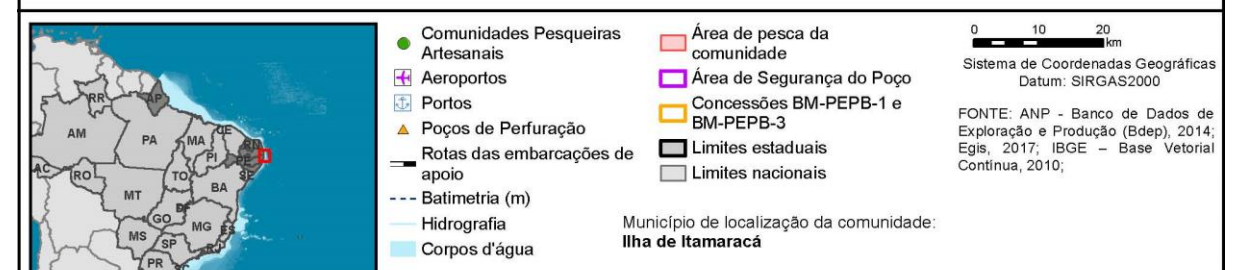 RR
AP
AM
PA
MA
CE
RN
PI
PE
AC
RO
TO
SE
BA
MT
DF
GO
MG
ES
MS
SP
RJ
PR
SC
Comunidades Pesqueiras
Artesanais
Aeroportos
Portos
Poços de Perfuração
Rotas das embarcações de
apoio
Batimetria (m)
Hidrografia
Corpos d'água
Área de pesca da
comunidade
Área de Segurança do Poço
Concessões BM-PEPB-1 e
BM-PEPB-3
Limites estaduais
Limites nacionais
Município de localização da comunidade:
Ilha de Itamaracá
0 10 20
km
Sistema de Coordenadas Geográficas
Datum: SIRGAS2000
FONTE: ANP - Banco de Dados de
Exploração e Produção (Bdep), 2014;
Egis, 2017; IBGE – Base Vetorial
Contínua, 2010;